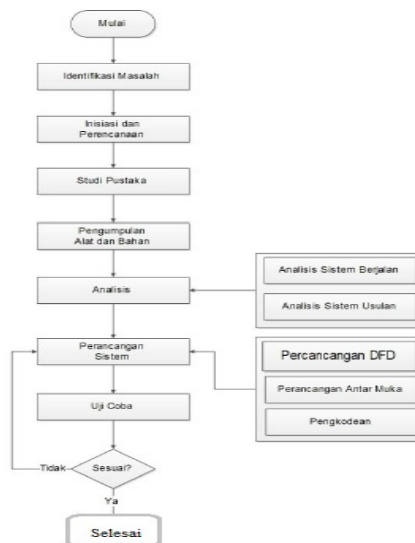 Mulai
Identifikasi Masalah
Inisiasi dan
Perencanaan
Studi Pustaka
Pengumpulan
Alat dan Bahan
Analisis
Analisis Sistem Berjalan
Analisis Sistem Usulan
Perancangan
Sistem
Percancangan DFD
Perancangan Antar Muka
Pengkodean
Uji Coba
Tidak
Sesuai?
Ya
Selesai